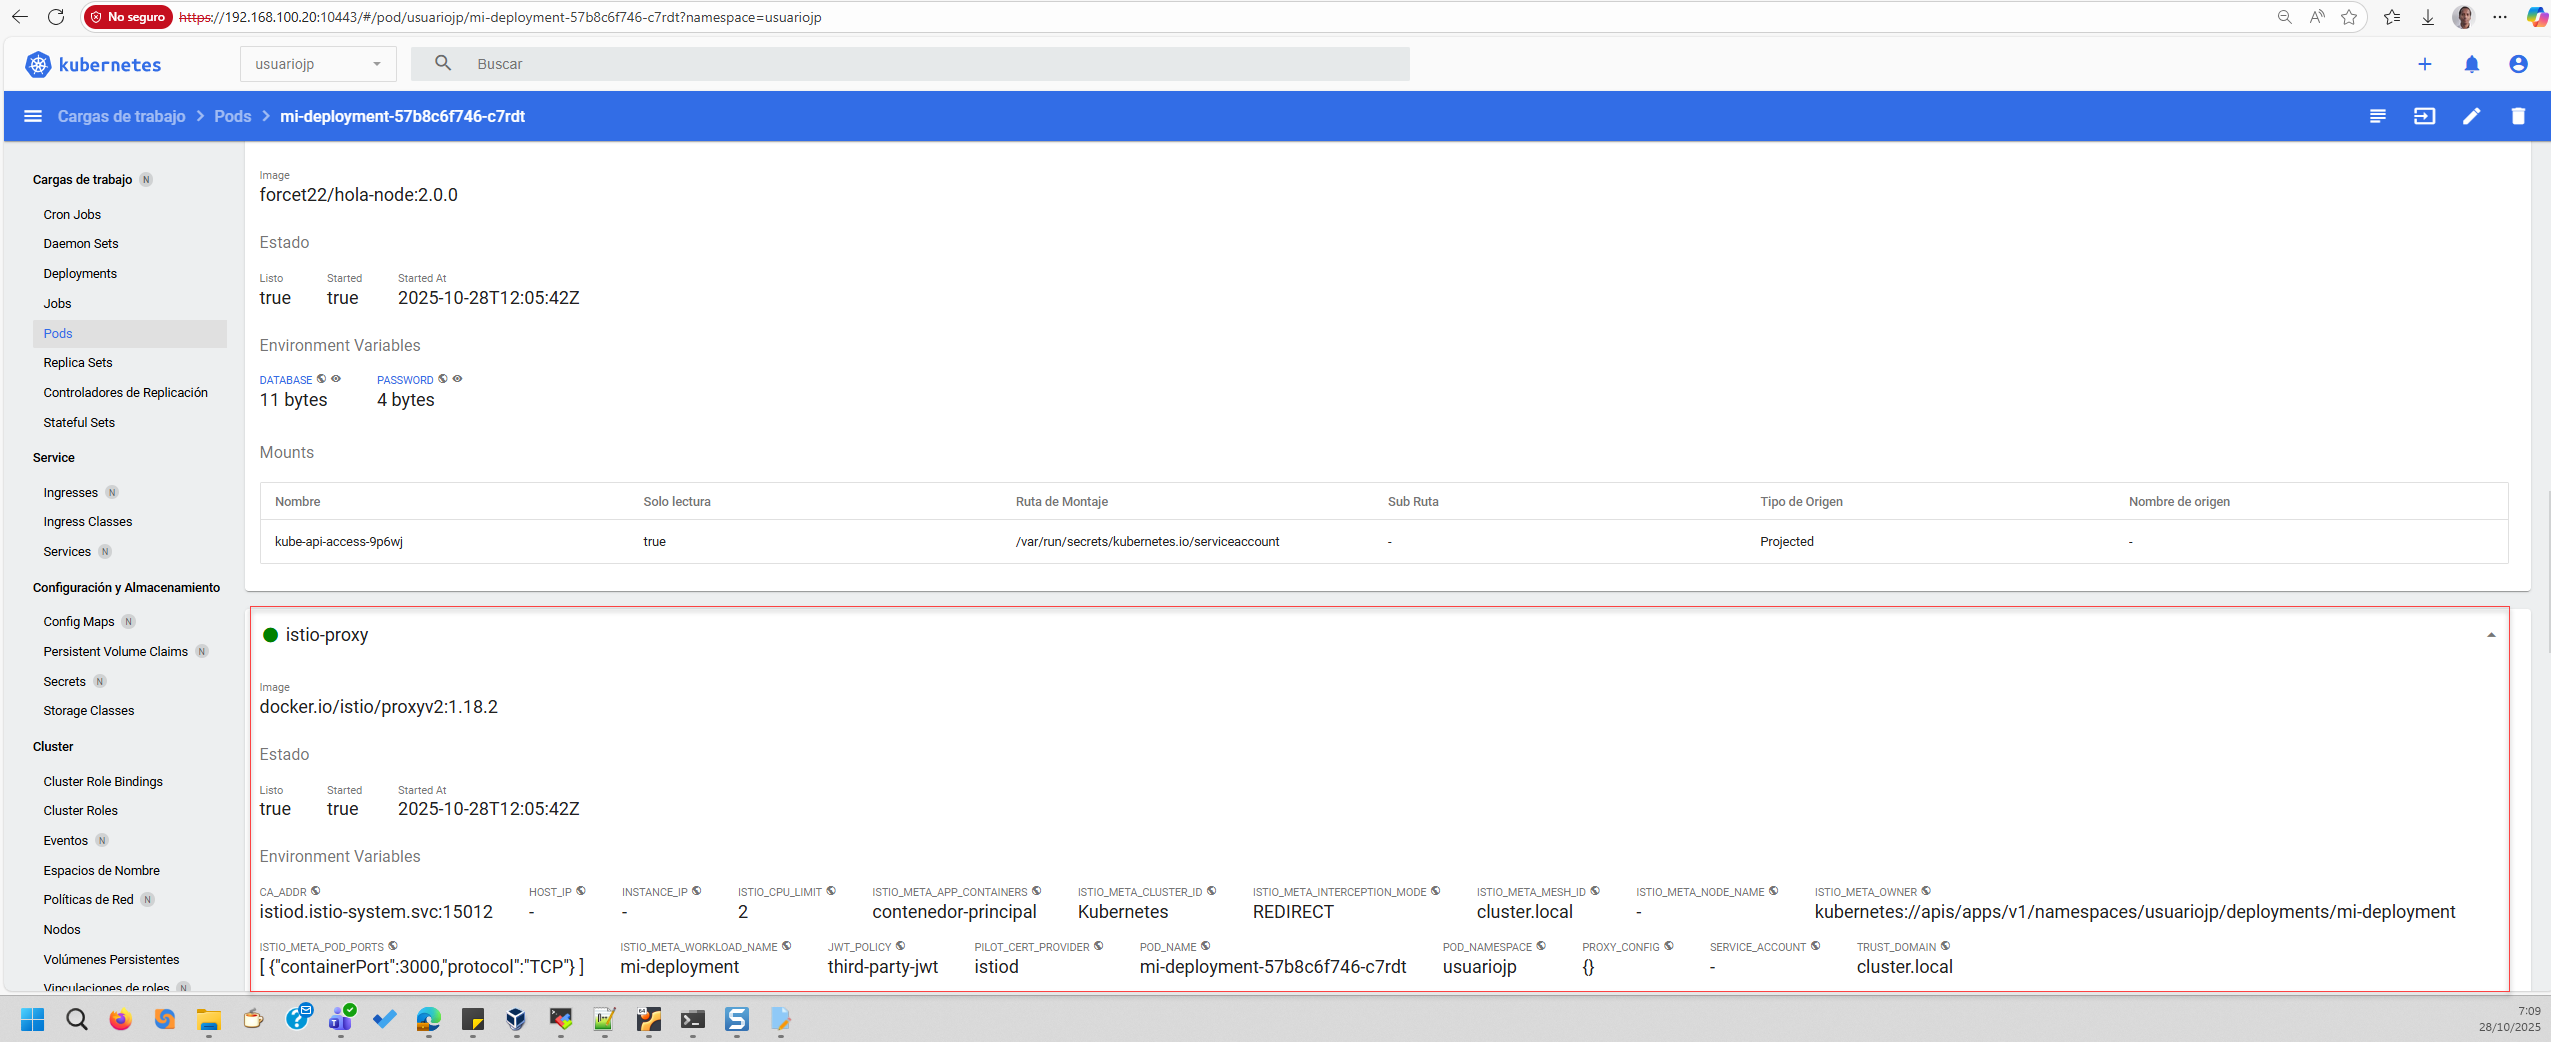 No seguro https://192.168.100.20:10443/#/pod/usuariojp/mi-deployment-57b8c6f746-c7rdt?namespace=usuariojp
kubernetes
usuariojp
Buscar
Cargas de trabajo > Pods > mi-deployment-57b8c6f746-c7rdt
Cargas de trabajo N
Cron Jobs
Daemon Sets
Deployments
Jobs
Pods
Replica Sets
Controladores de Replicación
Stateful Sets
Service
Ingresses N
Ingress Classes
Services N
Configuración y Almacenamiento
Config Maps N
Persistent Volume Claims N
Secrets N
Storage Classes
Cluster
Cluster Role Bindings
Cluster Roles
Eventos N
Espacios de Nombre
Políticas de Red N
Nodos
Volúmenes Persistentes
Vinculaciones de roles N
Image
forcet22/hola-node:2.0.0
Estado
Listo Started Started At
true true 2025-10-28T12:05:42Z
Environment Variables
DATABASE PASSWORD
11 bytes 4 bytes
Mounts
Nombre Solo lectura Ruta de Montaje Sub Ruta Tipo de Origen Nombre de origen
kube-api-access-9p6wj true /var/run/secrets/kubernetes.io/serviceaccount - Projected -
istio-proxy
Image
docker.io/istio/proxyv2:1.18.2
Estado
Listo Started Started At
true true 2025-10-28T12:05:42Z
Environment Variables
CA_ADDR HOST_IP INSTANCE_IP ISTIO_CPU_LIMIT ISTIO_META_APP_CONTAINERS ISTIO_META_CLUSTER_ID ISTIO_META_INTERCEPTION_MODE ISTIO_META_MESH_ID ISTIO_META_NODE_NAME ISTIO_META_OWNER
istiod.istio-system.svc:15012 - - 2 contenedor-principal Kubernetes REDIRECT cluster.local - kubernetes://apis/apps/v1/namespaces/usuariojp/deployments/mi-deployment
ISTIO_META_POD_PORTS ISTIO_META_WORKLOAD_NAME JWT_POLICY PILOT_CERT_PROVIDER POD_NAME POD_NAMESPACE PROXY_CONFIG SERVICE_ACCOUNT TRUST_DOMAIN
[ {"containerPort":3000,"protocol":"TCP"} ] mi-deployment third-party-jwt istiod mi-deployment-57b8c6f746-c7rdt usuariojp {} - cluster.local
7:09
28/10/2025